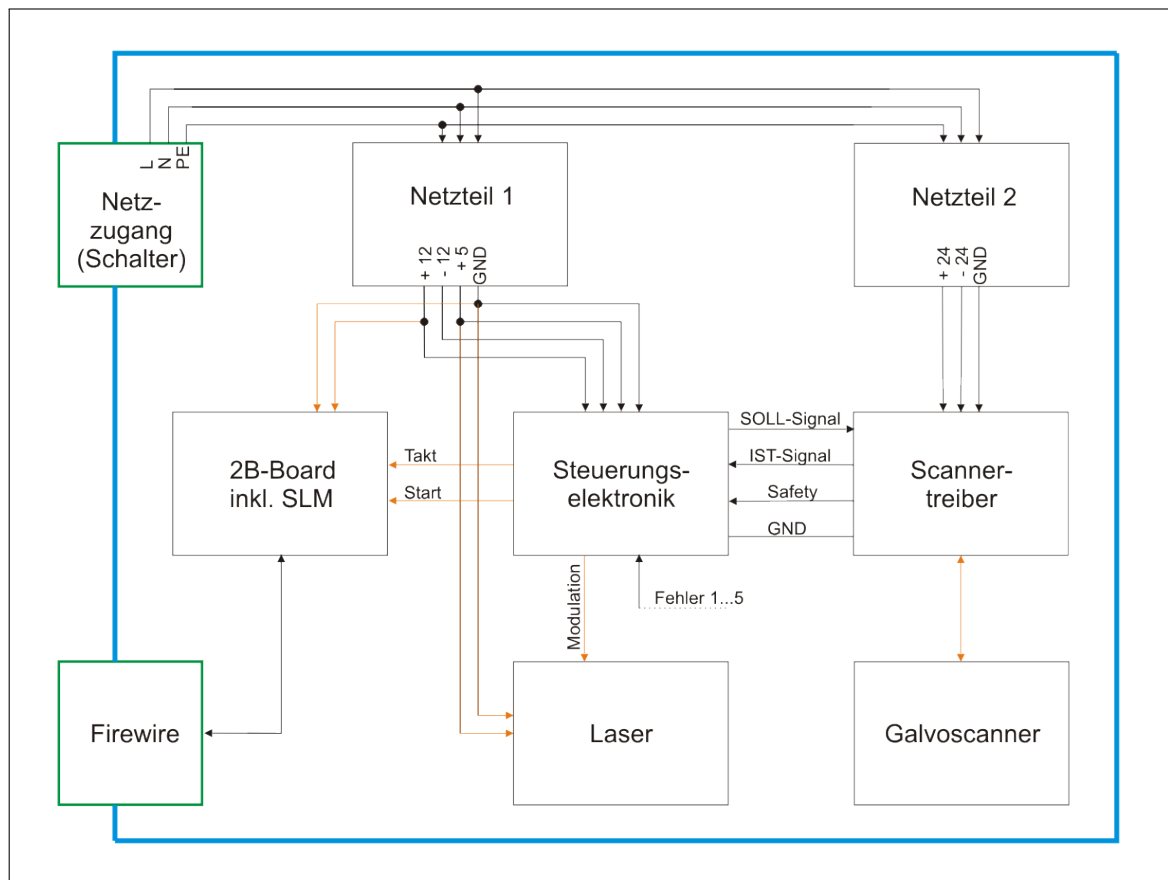 L
N
PE
Netz-
zugang
(Schalter)
Netzteil 1
+ 12
- 12
+ 5
GND
Netzteil 2
+ 24
- 24
GND
2B-Board
inkl. SLM
Takt
Start
Steuerungs-
elektronik
SOLL-Signal
IST-Signal
Safety
GND
Scanner-
treiber
Modulation
Fehler 1...5
Firewire
Laser
Galvoscanner